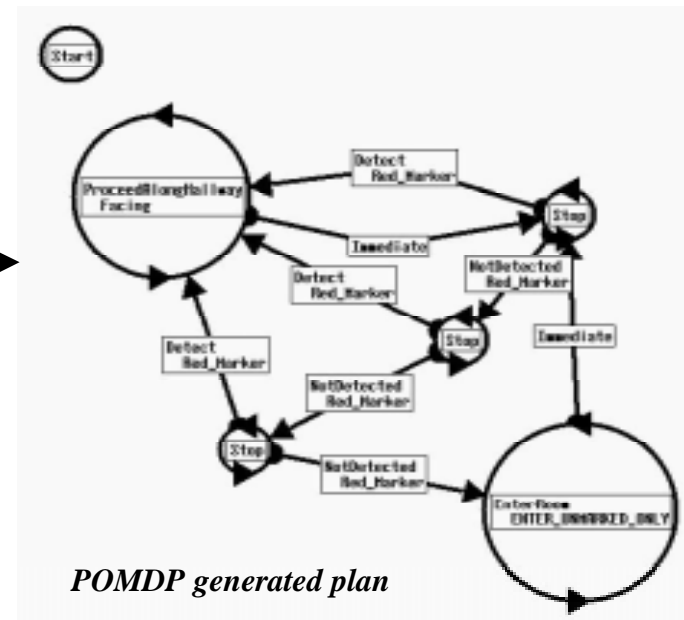 Start
Detect
Red_Marker
ProceedAlongHallway
Facing
Stop
Immediate
NotDetected
Red_Marker
Detect
Red_Marker
Stop
Immediate
Detect
Red_Marker
NotDetected
Red_Marker
Stop
NotDetected
Red_Marker
EnterRoom
ENTER_UNMARKED_ONLY
POMDP generated plan